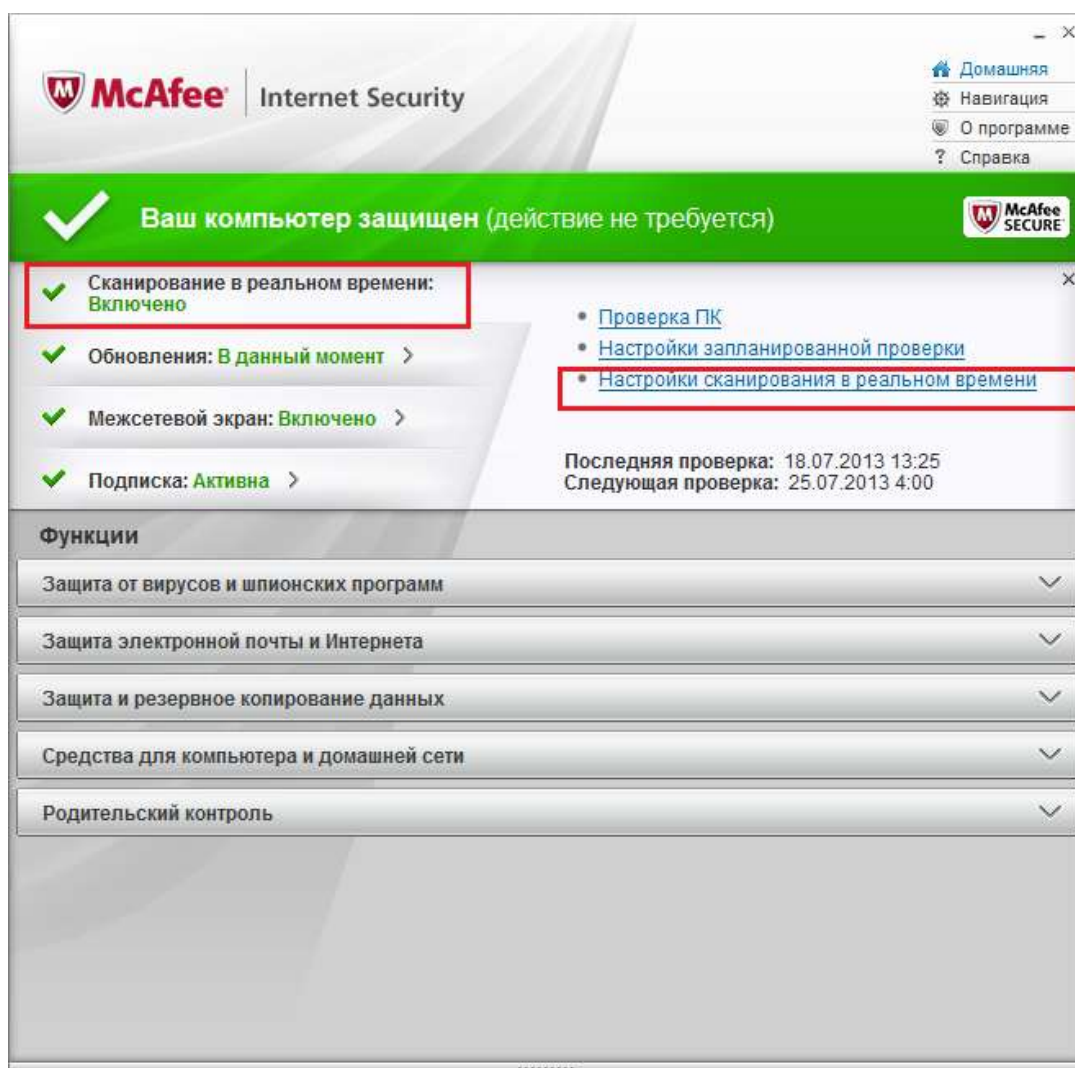 McAfee Internet Security
Домашняя
Навигация
О программе
? Справка
Ваш компьютер защищен (действие не требуется)
McAfee
SECURE
Сканирование в реальном времени:
Включено
Обновления: В данный момент
Межсетевой экран: Включено
Подписка: Активна
Проверка ПК
Настройки запланированной проверки
Настройки сканирования в реальном времени
Последняя проверка: 18.07.2013 13:25
Следующая проверка: 25.07.2013 4:00
Функции
Защита от вирусов и шпионских программ
Защита электронной почты и Интернета
Защита и резервное копирование данных
Средства для компьютера и домашней сети
Родительский контроль